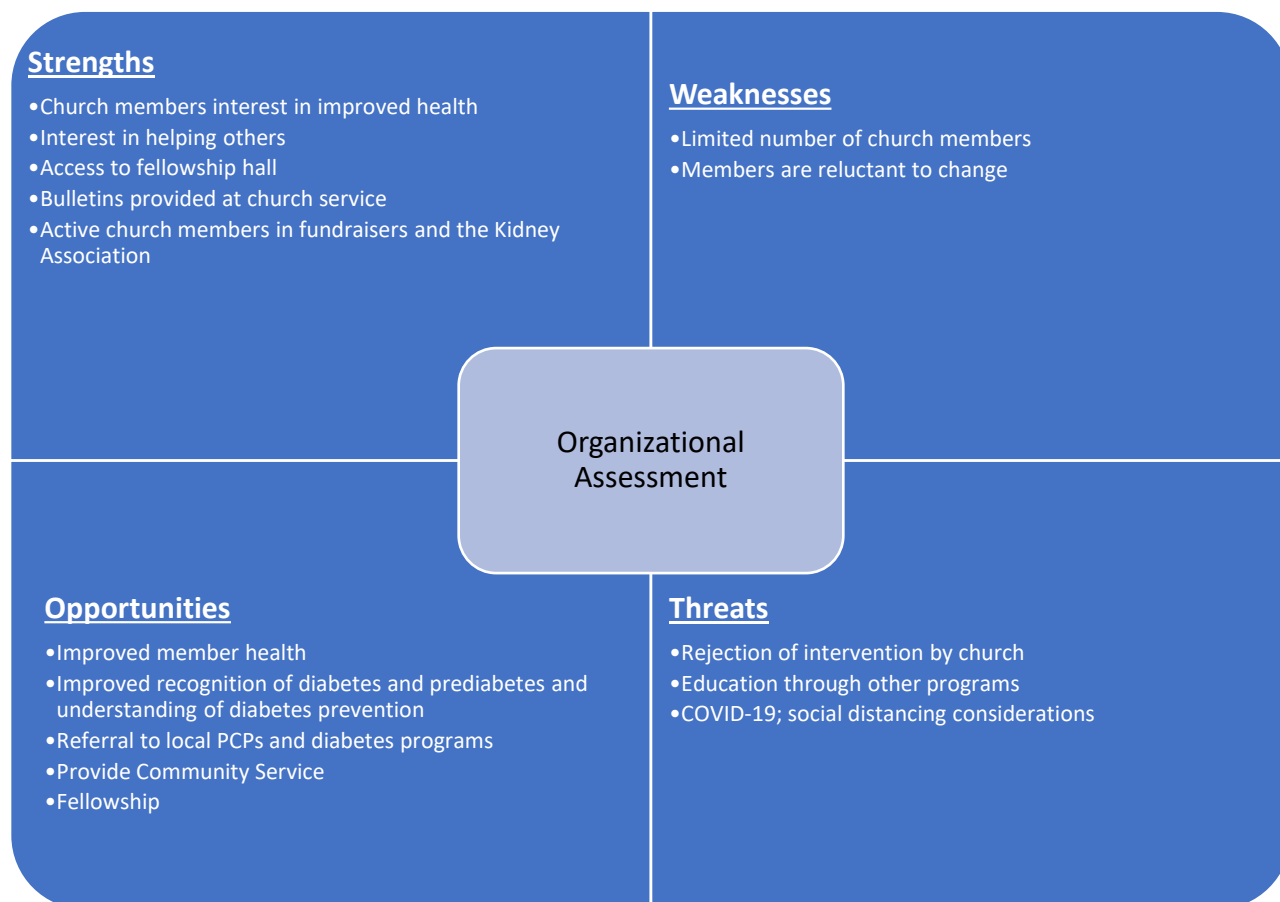 Strengths
•Church members interest in improved health
•Interest in helping others
•Access to fellowship hall
•Bulletins provided at church service
•Active church members in fundraisers and the Kidney
Association
Weaknesses
•Limited number of church members
•Members are reluctant to change
Organizational
Assessment
Opportunities
•Improved member health
•Improved recognition of diabetes and prediabetes and
understanding of diabetes prevention
•Referral to local PCPs and diabetes programs
•Provide Community Service
•Fellowship
Threats
•Rejection of intervention by church
•Education through other programs
•COVID-19; social distancing considerations